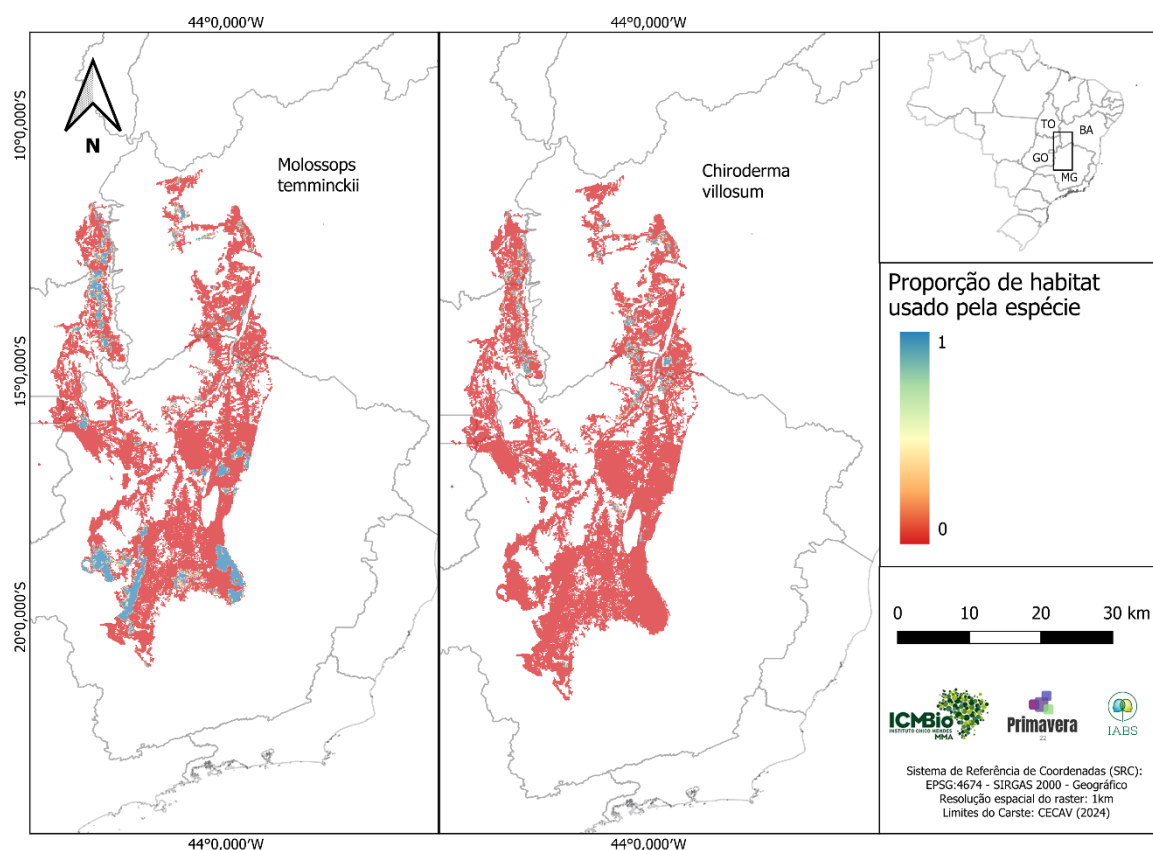 44°0,000'W
44°0,000'W
10°0,000'S
15°0,000'S
20°0,000'S
N
Molossops
temminckii
Chiroderma
villosum
TO
BA
GO
MG
Proporção de habitat
usado pela espécie
1
0
0 10 20 30 km
ICMBio
INSTITUTO CHICO MENDES
MMA
Primavera
22
IABS
Sistema de Referência de Coordenadas (SRC):
EPSG:4674 - SIRGAS 2000 - Geográfico
Resolução espacial do raster: 1km
Limites do Carste: CECAV (2024)
44°0,000'W
44°0,000'W